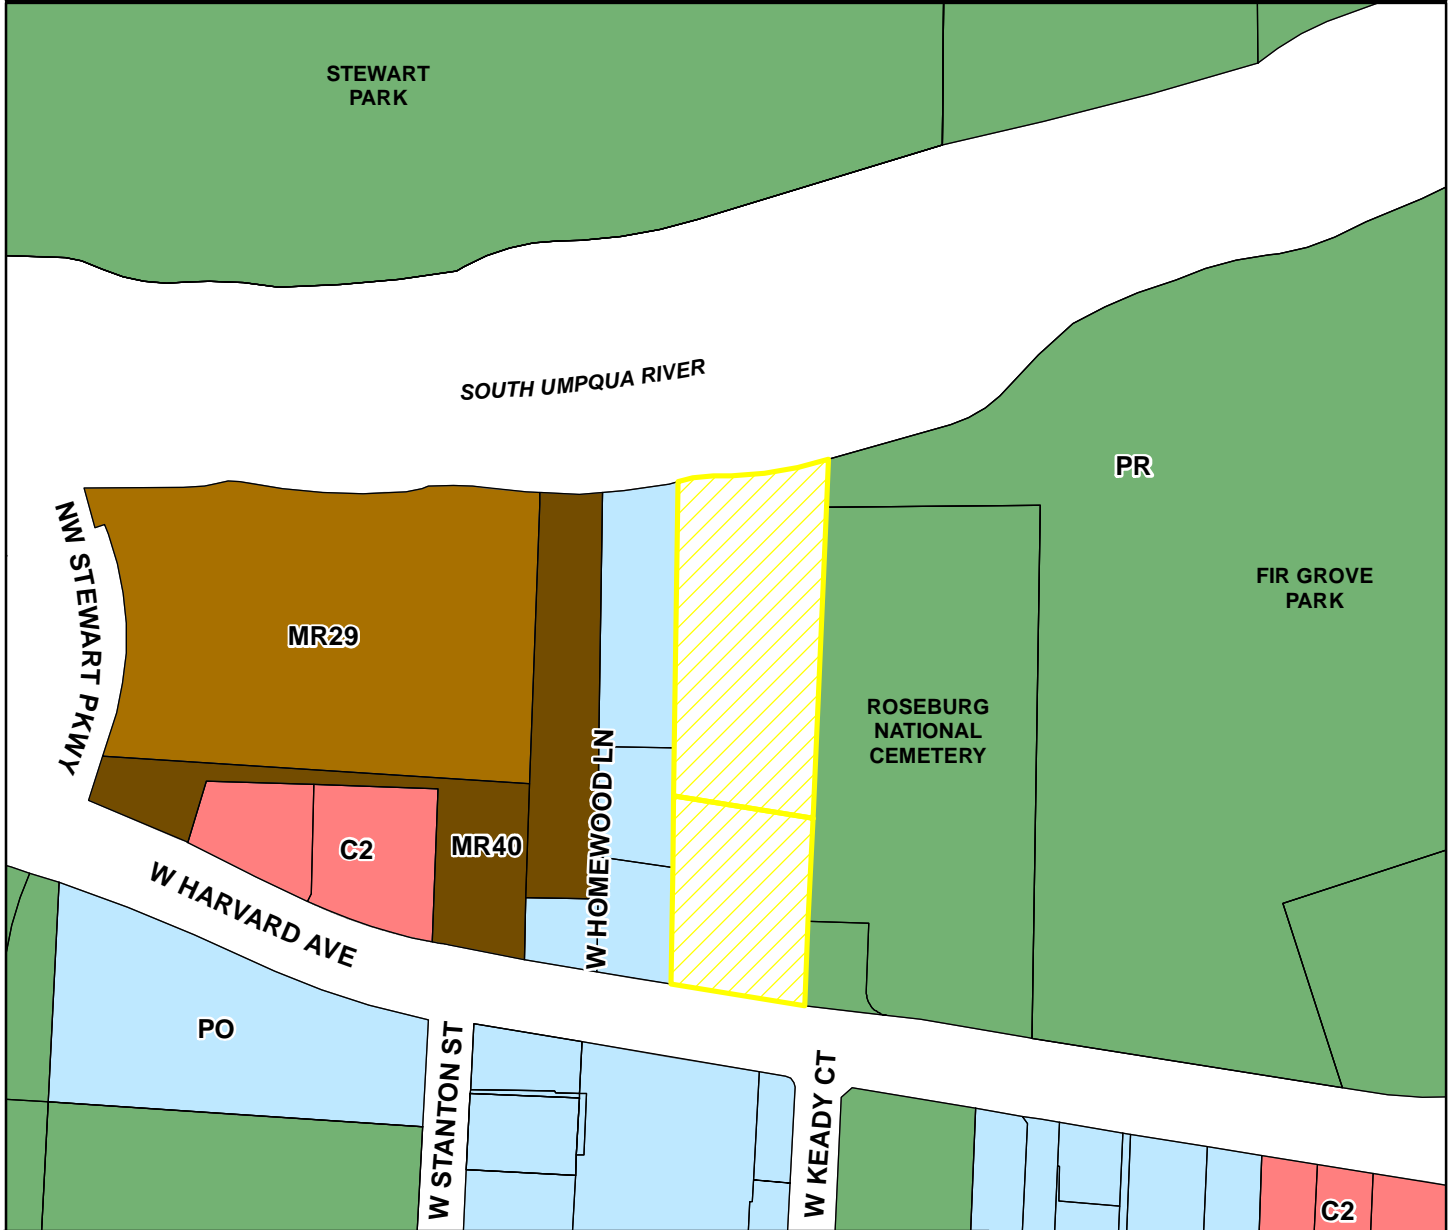 STEWART
PARK
SOUTH UMPQUA RIVER
PR
NW STEWART PKWY
FIR GROVE
PARK
MR29
ROSEBURG
NATIONAL
CEMETERY
W HOMEWOOD LN
C2
MR40
W HARVARD AVE
PO
W STANTON ST
W KEADY CT
C2